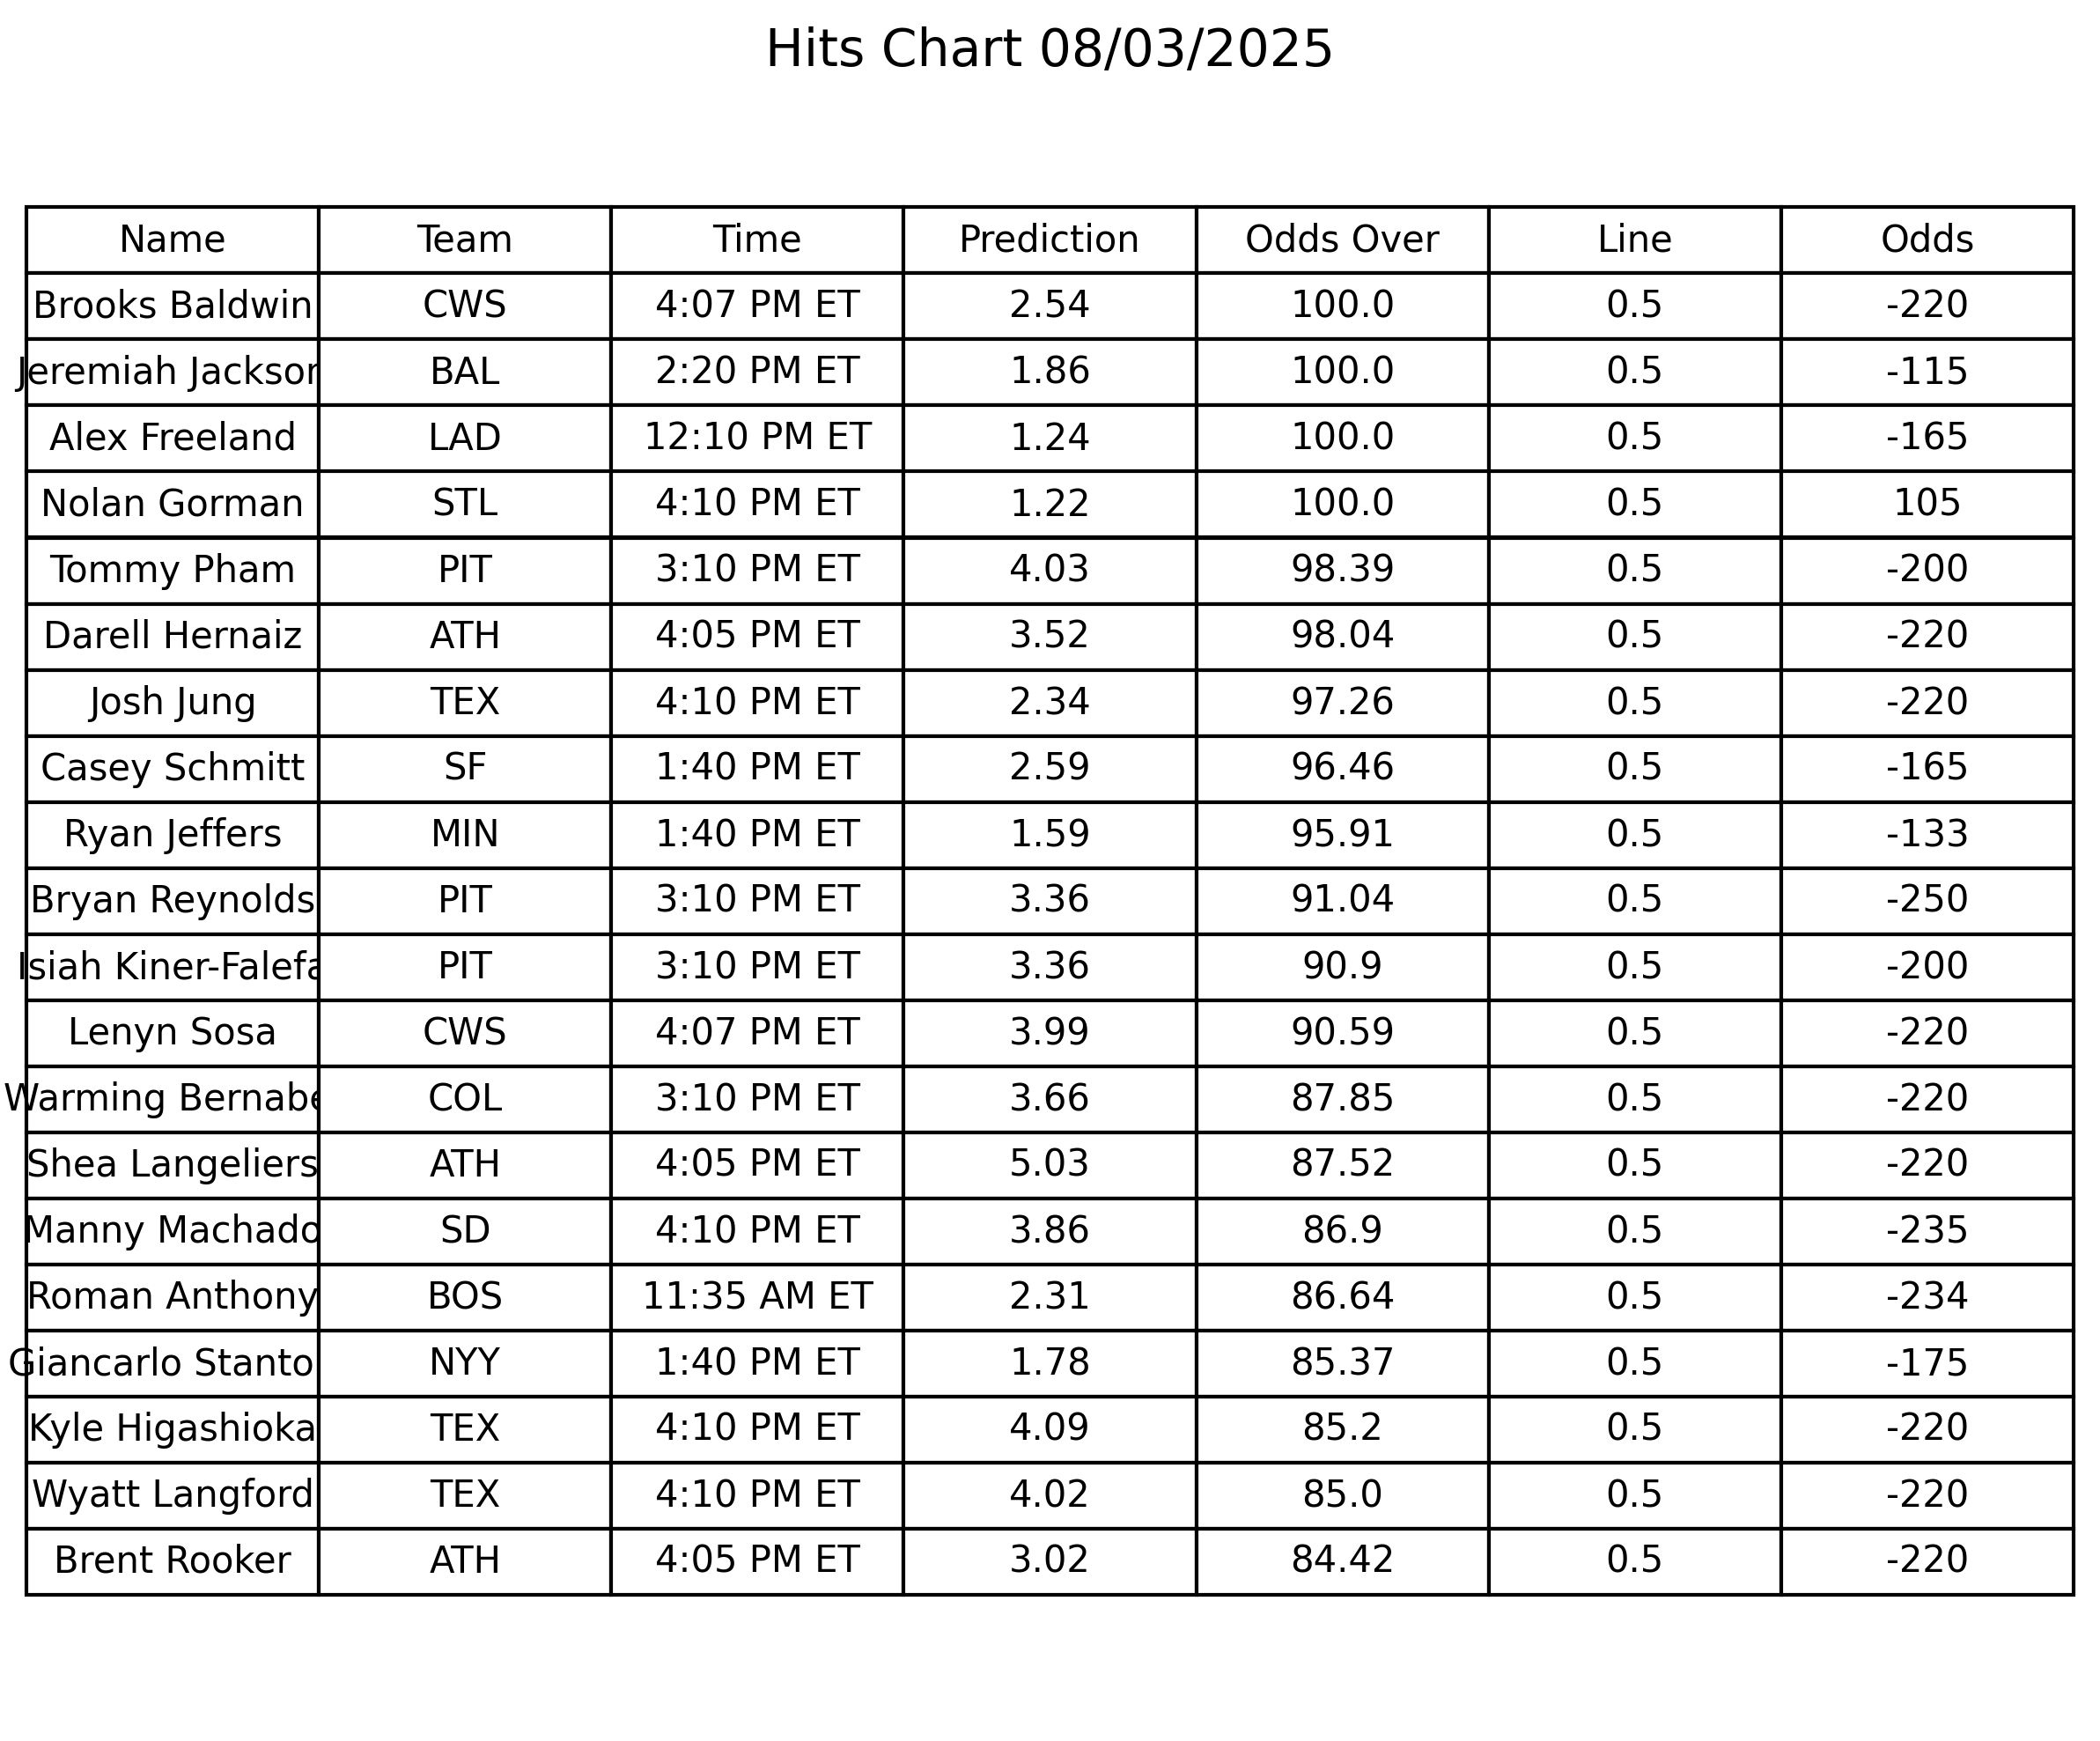 Hits Chart 08/03/2025
Name Team Time Prediction Odds Over Line Odds
Brooks Baldwin CWS 4:07 PM ET 2.54 100.0 0.5 -220
Jeremiah Jackson BAL 2:20 PM ET 1.86 100.0 0.5 -115
Alex Freeland LAD 12:10 PM ET 1.24 100.0 0.5 -165
Nolan Gorman STL 4:10 PM ET 1.22 100.0 0.5 105
Tommy Pham PIT 3:10 PM ET 4.03 98.39 0.5 -200
Darell Hernaiz ATH 4:05 PM ET 3.52 98.04 0.5 -220
Josh Jung TEX 4:10 PM ET 2.34 97.26 0.5 -220
Casey Schmitt SF 1:40 PM ET 2.59 96.46 0.5 -165
Ryan Jeffers MIN 1:40 PM ET 1.59 95.91 0.5 -133
Bryan Reynolds PIT 3:10 PM ET 3.36 91.04 0.5 -250
Isiah Kiner-Falefa PIT 3:10 PM ET 3.36 90.9 0.5 -200
Lenyn Sosa CWS 4:07 PM ET 3.99 90.59 0.5 -220
Warming Bernabe COL 3:10 PM ET 3.66 87.85 0.5 -220
Shea Langeliers ATH 4:05 PM ET 5.03 87.52 0.5 -220
Manny Machado SD 4:10 PM ET 3.86 86.9 0.5 -235
Roman Anthony BOS 11:35 AM ET 2.31 86.64 0.5 -234
Giancarlo Stanto NYY 1:40 PM ET 1.78 85.37 0.5 -175
Kyle Higashioka TEX 4:10 PM ET 4.09 85.2 0.5 -220
Wyatt Langford TEX 4:10 PM ET 4.02 85.0 0.5 -220
Brent Rooker ATH 4:05 PM ET 3.02 84.42 0.5 -220